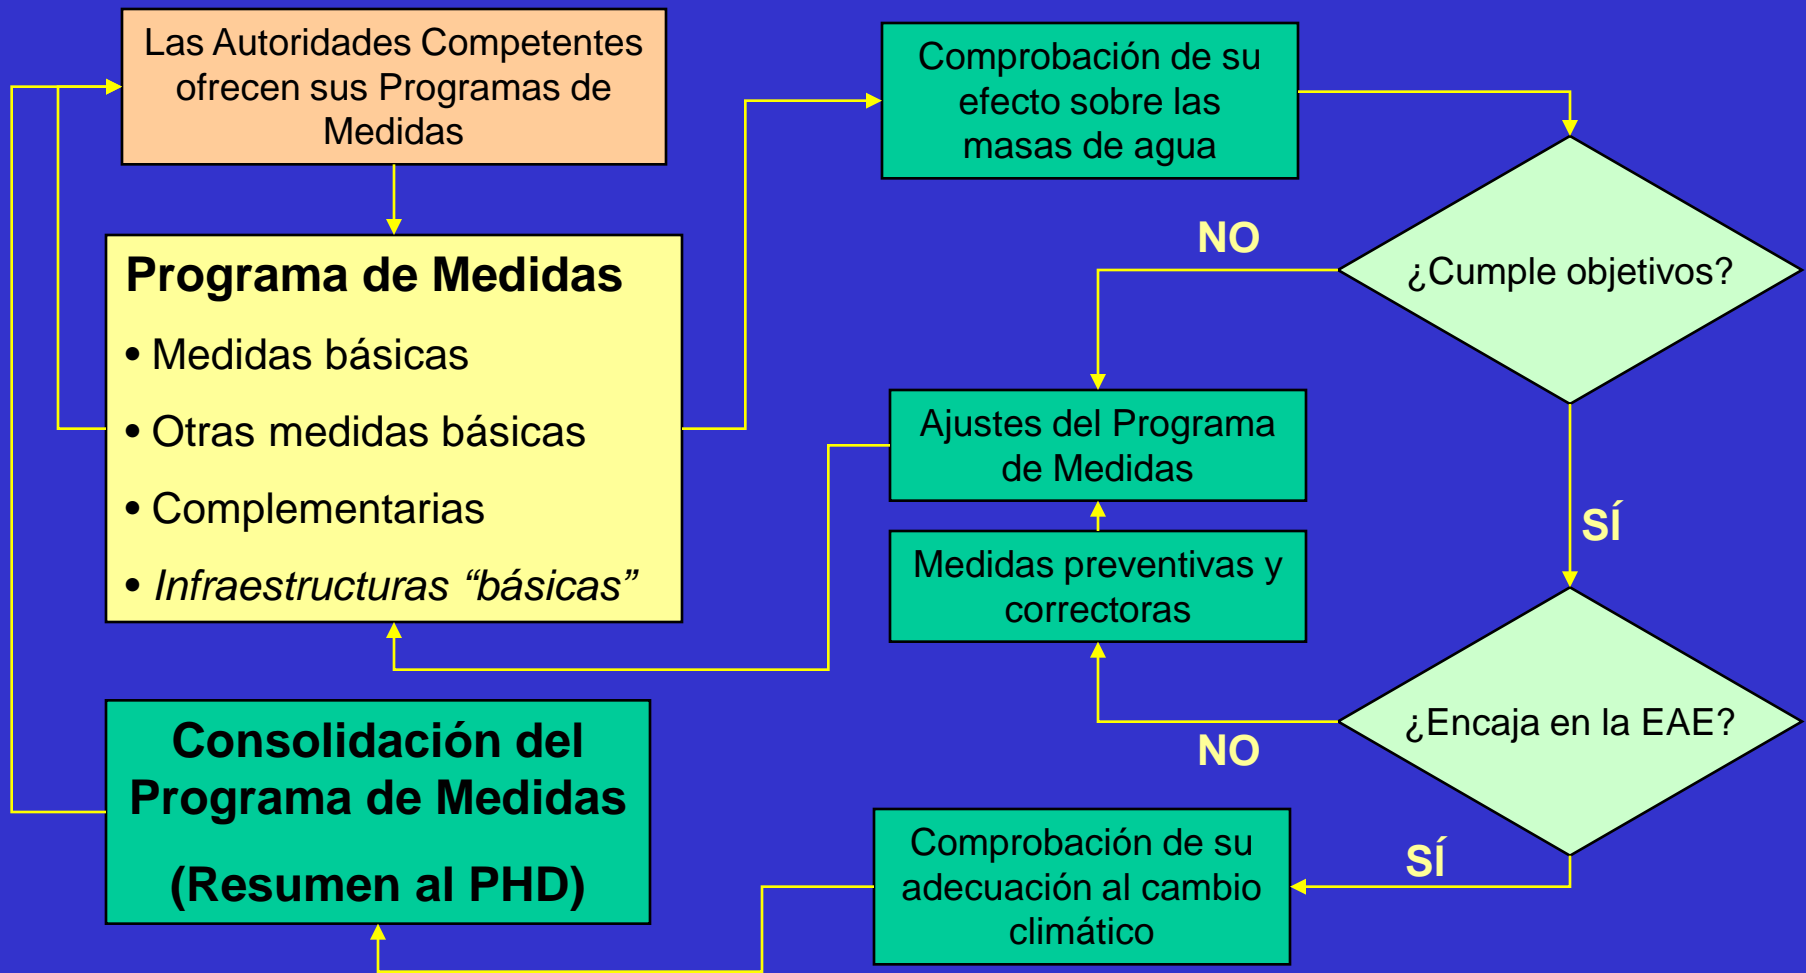 Las Autoridades Competentes
ofrecen sus Programas de
Medidas
Programa de Medidas
• Medidas básicas
• Otras medidas básicas
• Complementarias
• Infraestructuras “básicas”
Consolidación del
Programa de Medidas
(Resumen al PHD)
Comprobación de su
efecto sobre las
masas de agua
¿Cumple objetivos?
NO
SÍ
Ajustes del Programa
de Medidas
Medidas preventivas y
correctoras
¿Encaja en la EAE?
NO
SÍ
Comprobación de su
adecuación al cambio
climático